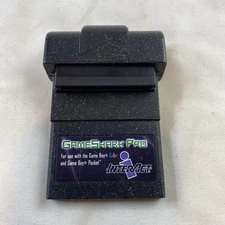 GameShark Pro
For use with the Game Boy® Color
and Game Boy® Pocket
InterAct